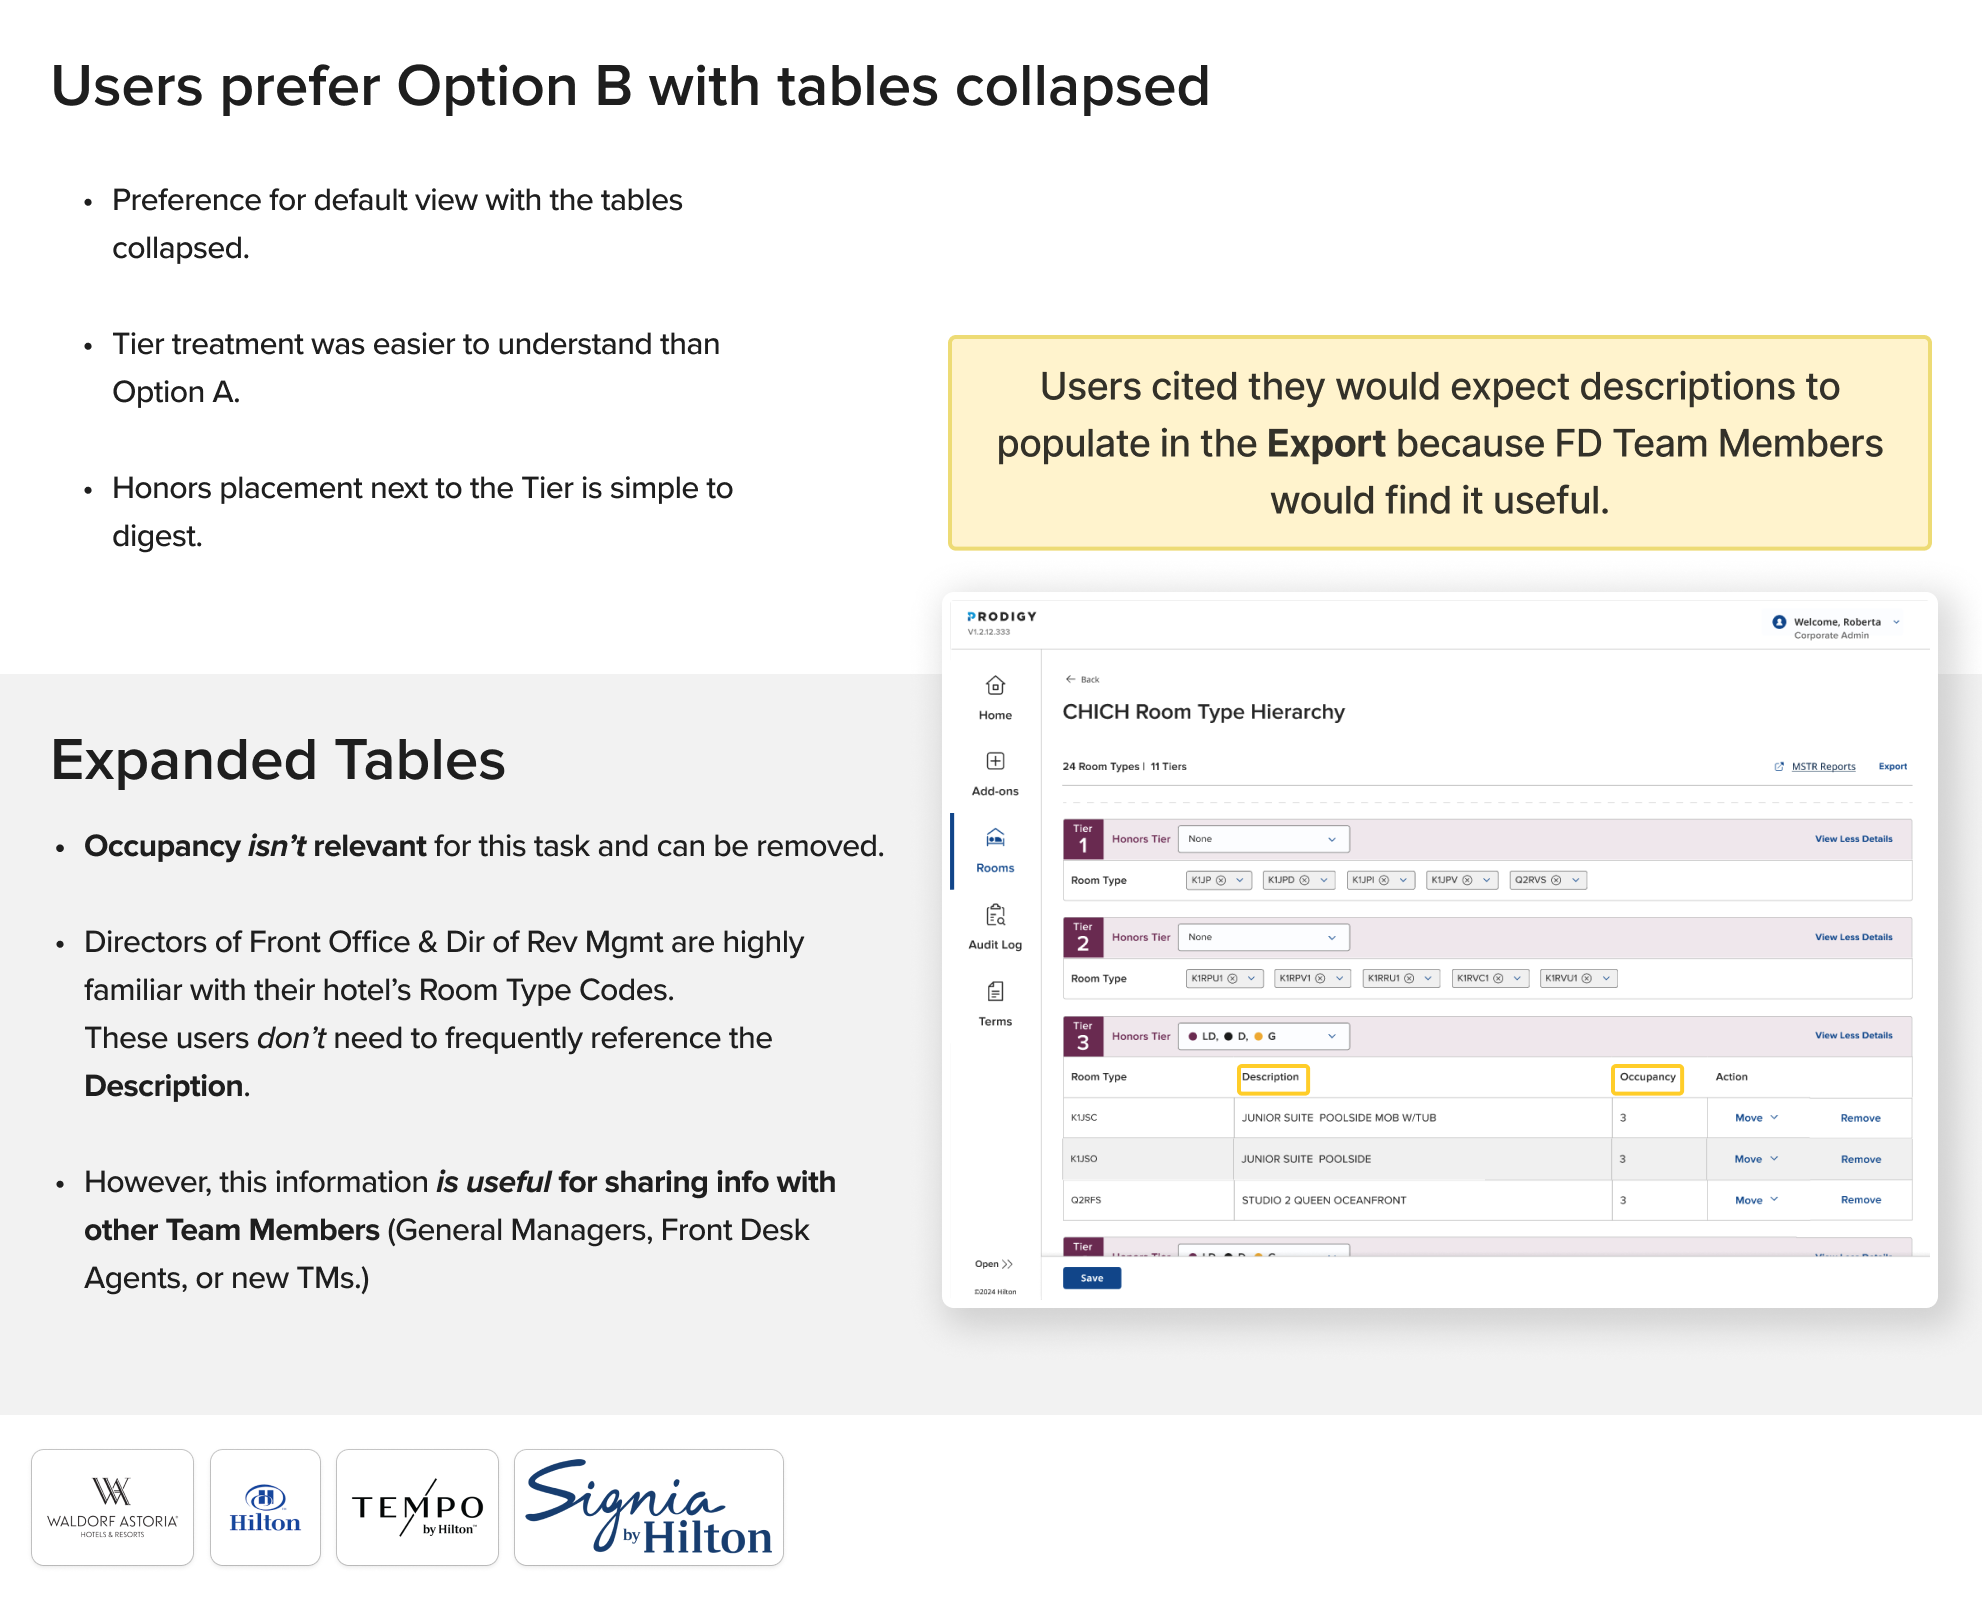 Users prefer Option B with tables collapsed
• Preference for default view with the tables
collapsed.
• Tier treatment was easier to understand than
Option A.
• Honors placement next to the Tier is simple to
digest.
Users cited they would expect descriptions to
populate in the Export because FD Team Members
would find it useful.
Expanded Tables
• Occupancy isn't relevant for this task and can be removed.
• Directors of Front Office & Dir of Rev Mgmt are highly
familiar with their hotel's Room Type Codes.
These users don't need to frequently reference the
Description.
• However, this information is useful for sharing info with
other Team Members (General Managers, Front Desk
Agents, or new TMs.)
PRODIGY
V1.2.12.333
Welcome, Roberta
Corporate Admin
Home
Add-ons
Rooms
Audit Log
Terms
Open
©2024 Hilton
Back
CHICH Room Type Hierarchy
24 Room Types | 11 Tiers
MSTR Reports Export
Tier 1 Honors Tier None View Less Details
Room Type K1JP K1JPD K1JPI K1JPV Q2RVS
Tier 2 Honors Tier None View Less Details
Room Type K1RPU1 K1RPV1 K1RRU1 K1RVC1 K1RVU1
Tier 3 Honors Tier LD, D, G View Less Details
Room Type Description Occupancy Action
K1JSC JUNIOR SUITE POOLSIDE MOB W/TUB 3 Move Remove
K1JSO JUNIOR SUITE POOLSIDE 3 Move Remove
Q2RFS STUDIO 2 QUEEN OCEANFRONT 3 Move Remove
Tier Honors Tier LD, D, G View Less Details
Save
WALDORF ASTORIA
HOTELS & RESORTS
Hilton
TEMPO
by Hilton™
Signia
by Hilton